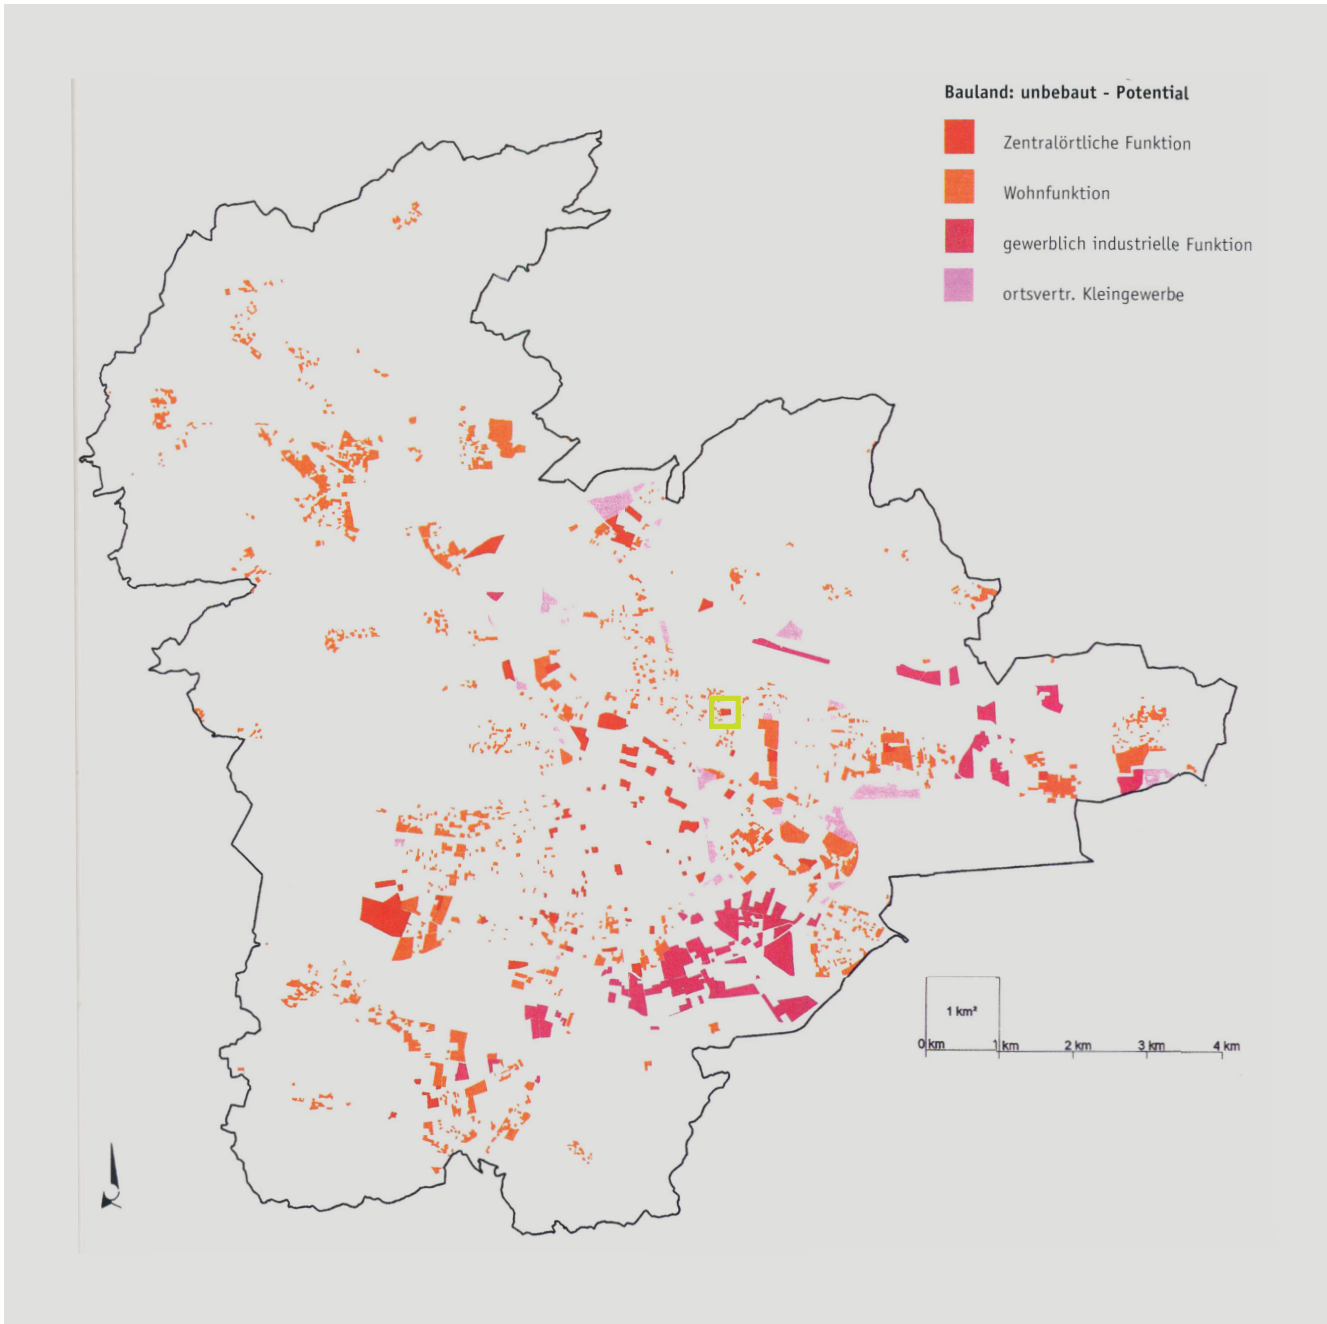 Bauland: unbebaut - Potential
Zentralörtliche Funktion
Wohnfunktion
gewerblich industrielle Funktion
ortsvertr. Kleingewerbe
1 km²
0 km 1 km 2 km 3 km 4 km